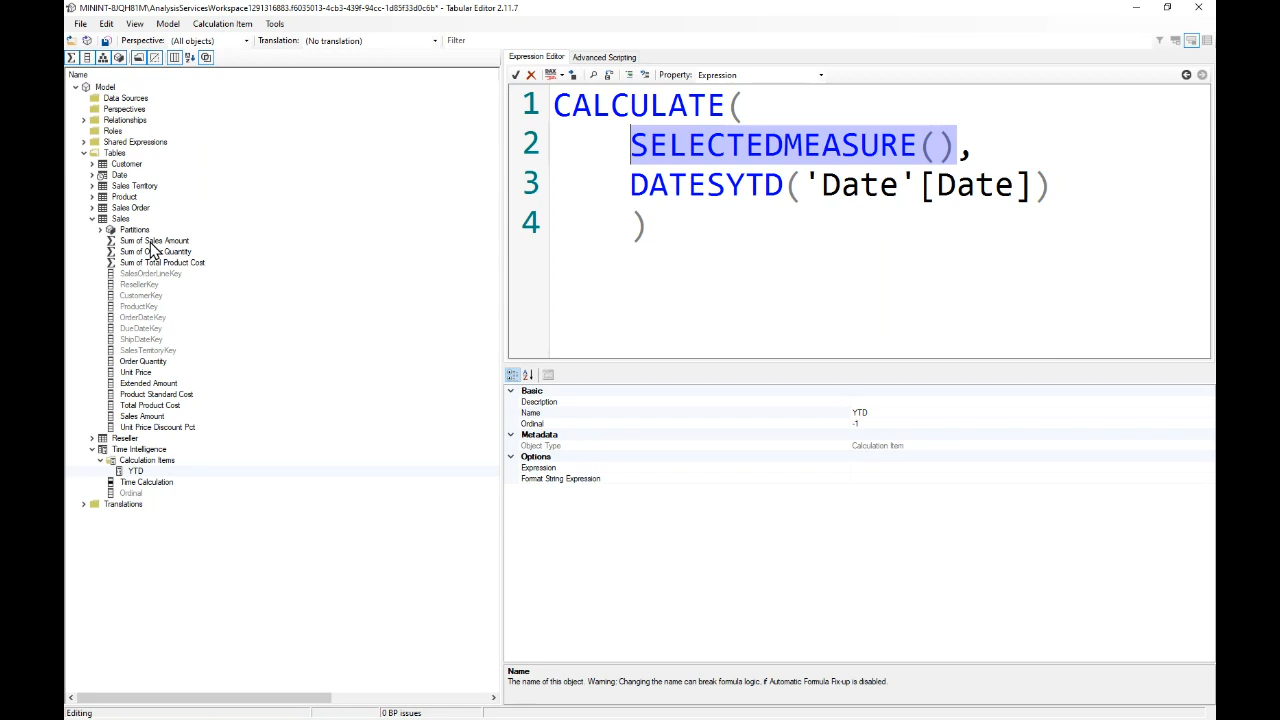 MININT-8JQH81M\AnalysisServicesWorkspace1291316883.f6035013-4cb3-439f-94cc-1d85f33d0c6b* - Tabular Editor 2.11.7
File Edit View Model Calculation Item Tools
Perspective: (All objects) Translation: (No translation) Filter
Expression Editor Advanced Scripting
Name
Property: Expression
Model
Data Sources
Perspectives
Relationships
Roles
Shared Expressions
Tables
Customer
Date
Sales Territory
Product
Sales Order
Sales
Partitions
Sum of Sales Amount
Sum of Quantity
Sum of Total Product Cost
SalesOrderLineKey
ResellerKey
CustomerKey
ProductKey
OrderDateKey
DueDateKey
ShipDateKey
SalesTerritoryKey
Order Quantity
Unit Price
Extended Amount
Product Standard Cost
Total Product Cost
Sales Amount
Unit Price Discount Pct
Reseller
Time Intelligence
Calculation Items
YTD
Time Calculation
Ordinal
Translations
1 CALCULATE(
2 SELECTEDMEASURE(),
3 DATESYTD('Date'[Date])
4 )
Basic
Description
Name YTD
Ordinal -1
Metadata
Object Type Calculation Item
Options
Expression
Format String Expression
Name
The name of this object. Warning: Changing the name can break formula logic, if Automatic Formula Fix-up is disabled.
Editing 0 BP issues